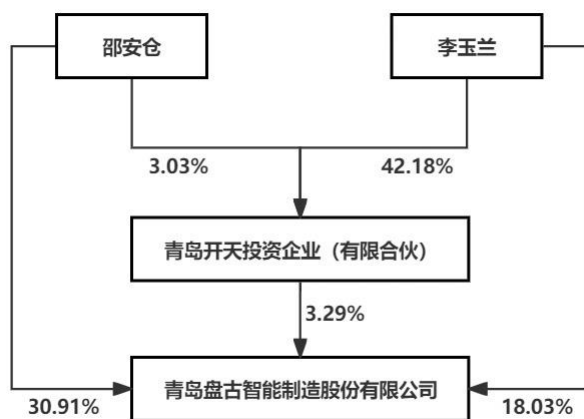 邵安仓
李玉兰
3.03%
42.18%
青岛开天投资企业（有限合伙）
3.29%
青岛盘古智能制造股份有限公司
30.91%
18.03%